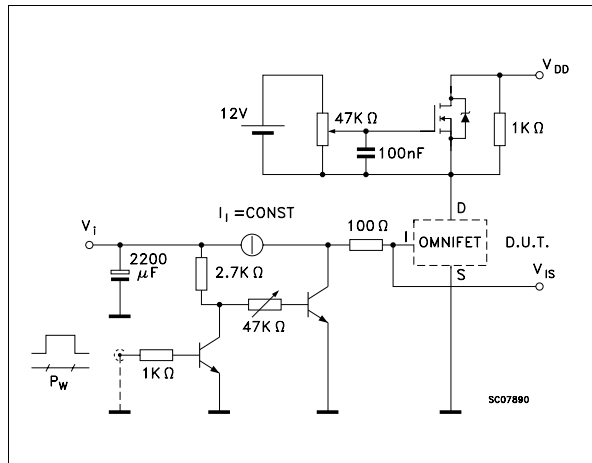 V DD
12V
47K Ω
1K Ω
100nF
D
V i
I I =CONST
100 Ω
I
OMNIFET
D.U.T.
2200
μF
2.7K Ω
S
V IS
47K Ω
P W
1K Ω
SC07890